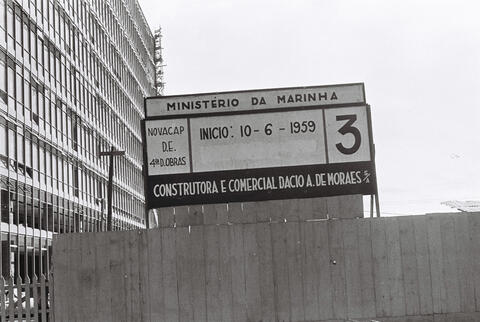 MINISTÉRIO DA MARINHA
NOVACAP
D.E.
4ª D.OBRAS
INICIO: 10-6-1959
3
CONSTRUTORA E COMERCIAL DACIO A. DE MORAES S/A